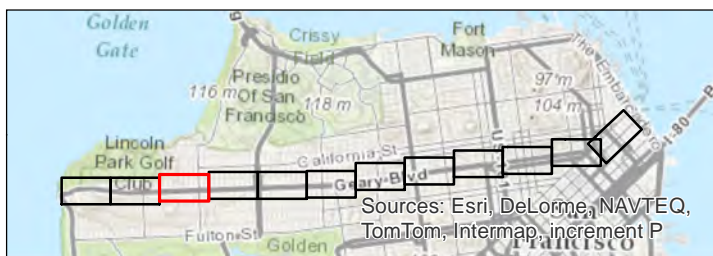 Golden
Gate
Crissy
Field
Fort
Mason
The Embarcadero
Presidio
Of San
Francisco
116 m
118 m
97 m
104 m
I-80
Lincoln
Park Golf
Club
California St
Geary Blvd
Fulton St
Golden
San
Francisco
Sources: Esri, DeLorme, NAVTEQ,
TomTom, Intermap, increment P